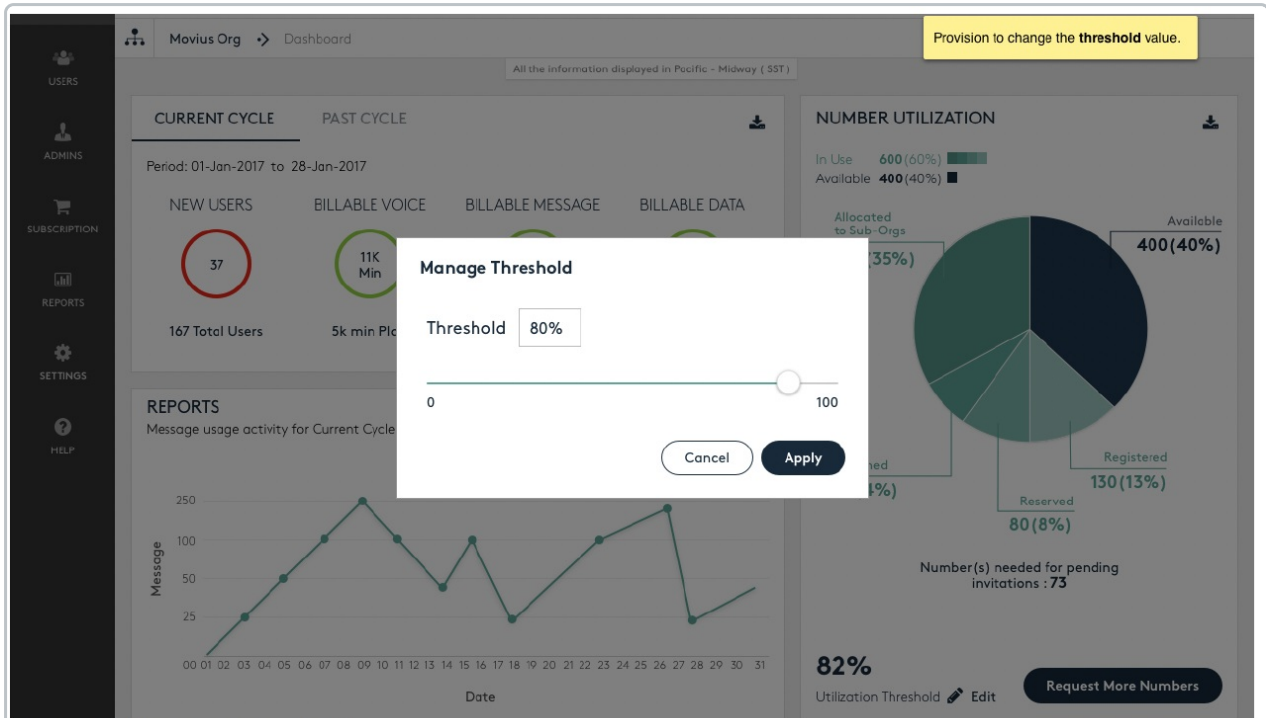 Movius Org Dashboard
Provision to change the threshold value.
All the information displayed in Pacific - Midway ( SST )
USERS
ADMINS
SUBSCRIPTION
REPORTS
SETTINGS
HELP
CURRENT CYCLE PAST CYCLE
Period: 01-Jan-2017 to 28-Jan-2017
NEW USERS BILLABLE VOICE BILLABLE MESSAGE BILLABLE DATA
37
11K
Min
167 Total Users 5k min
Manage Threshold
Threshold 80%
0 100
Cancel Apply
REPORTS
Message usage activity for Current Cycle
250
100
50
25
Message
00 01 02 03 04 05 06 07 08 09 10 11 12 13 14 15 16 17 18 19 20 21 22 23 24 25 26 27 28 29 30 31
Date
NUMBER UTILIZATION
In Use 600(60%)
Available 400(40%)
Allocated
to Sub-Orgs
(35%)
Available
400(40%)
Registered
130(13%)
Reserved
80(8%)
Number(s) needed for pending
invitations : 73
82%
Utilization Threshold Edit
Request More Numbers